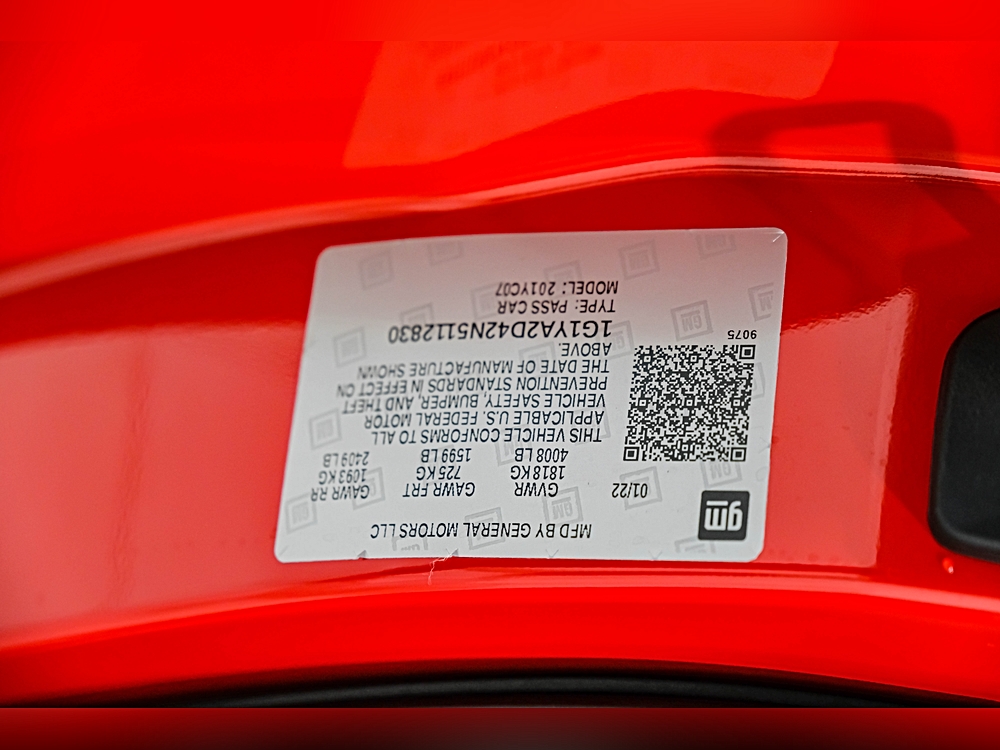 gm
MFD BY GENERAL MOTORS LLC
01/22
GVWR GAWR FRT GAWR RR
1818 KG 725 KG 1093 KG
4008 LB 1599 LB 2409 LB
THIS VEHICLE CONFORMS TO ALL
APPLICABLE U.S. FEDERAL MOTOR
VEHICLE SAFETY, BUMPER, AND THEFT
PREVENTION STANDARDS IN EFFECT ON
THE DATE OF MANUFACTURE SHOWN
ABOVE.
1G1YA2D42N5112830
TYPE: PASS CAR
MODEL: 201YC07
9075